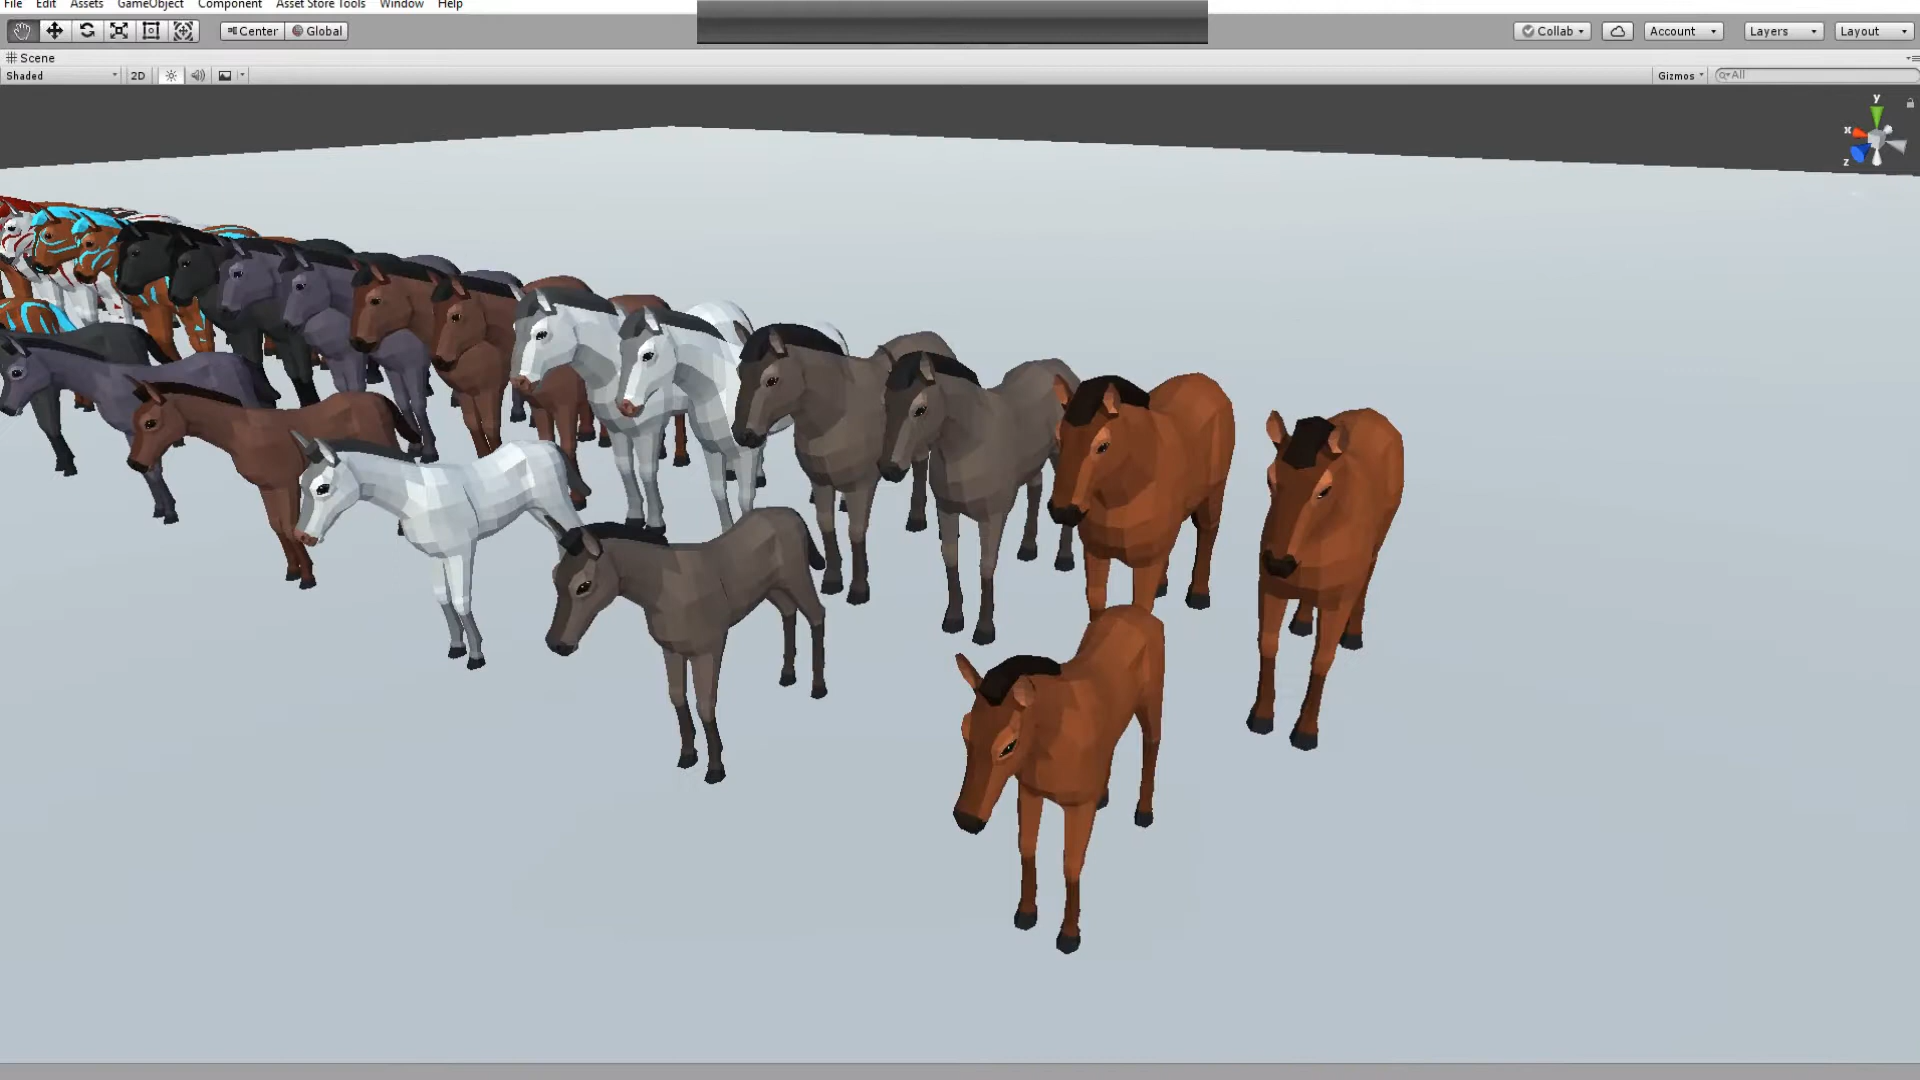 File Edit Assets GameObject Component Asset Store Tools Window Help
Center Global Collab Account Layers Layout
Scene
Shaded 2D Gizmos All
y
x
z